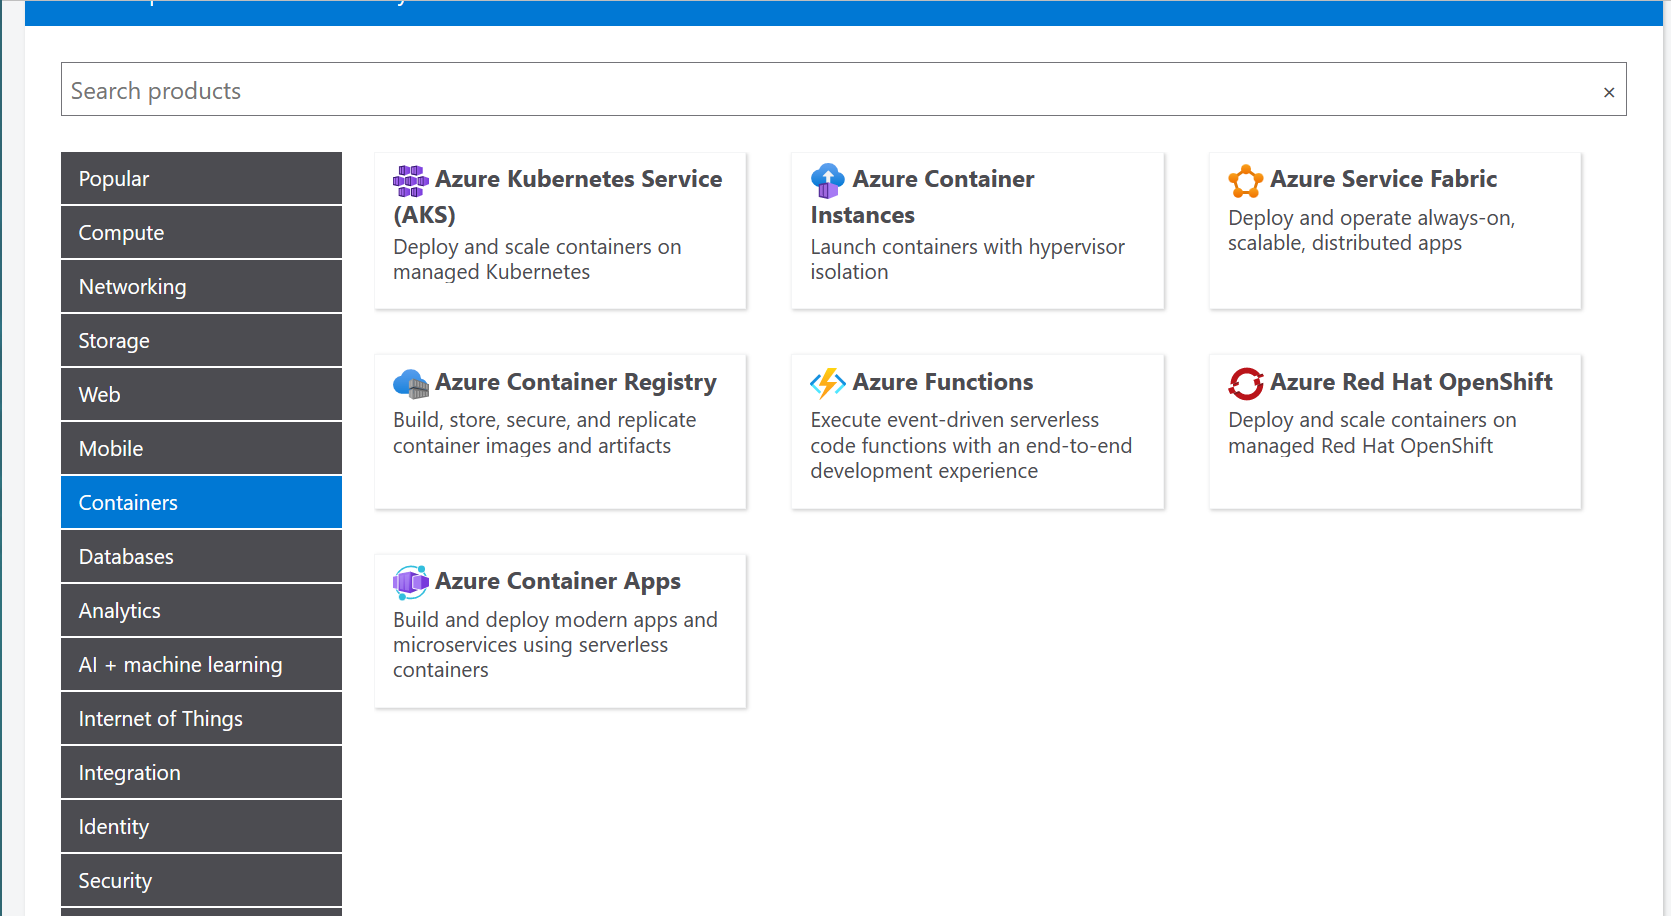 Search products
×
Popular
Compute
Networking
Storage
Web
Mobile
Containers
Databases
Analytics
AI + machine learning
Internet of Things
Integration
Identity
Security
Azure Kubernetes Service
(AKS)
Deploy and scale containers on
managed Kubernetes
Azure Container
Instances
Launch containers with hypervisor
isolation
Azure Service Fabric
Deploy and operate always-on,
scalable, distributed apps
Azure Container Registry
Build, store, secure, and replicate
container images and artifacts
Azure Functions
Execute event-driven serverless
code functions with an end-to-end
development experience
Azure Red Hat OpenShift
Deploy and scale containers on
managed Red Hat OpenShift
Azure Container Apps
Build and deploy modern apps and
microservices using serverless
containers